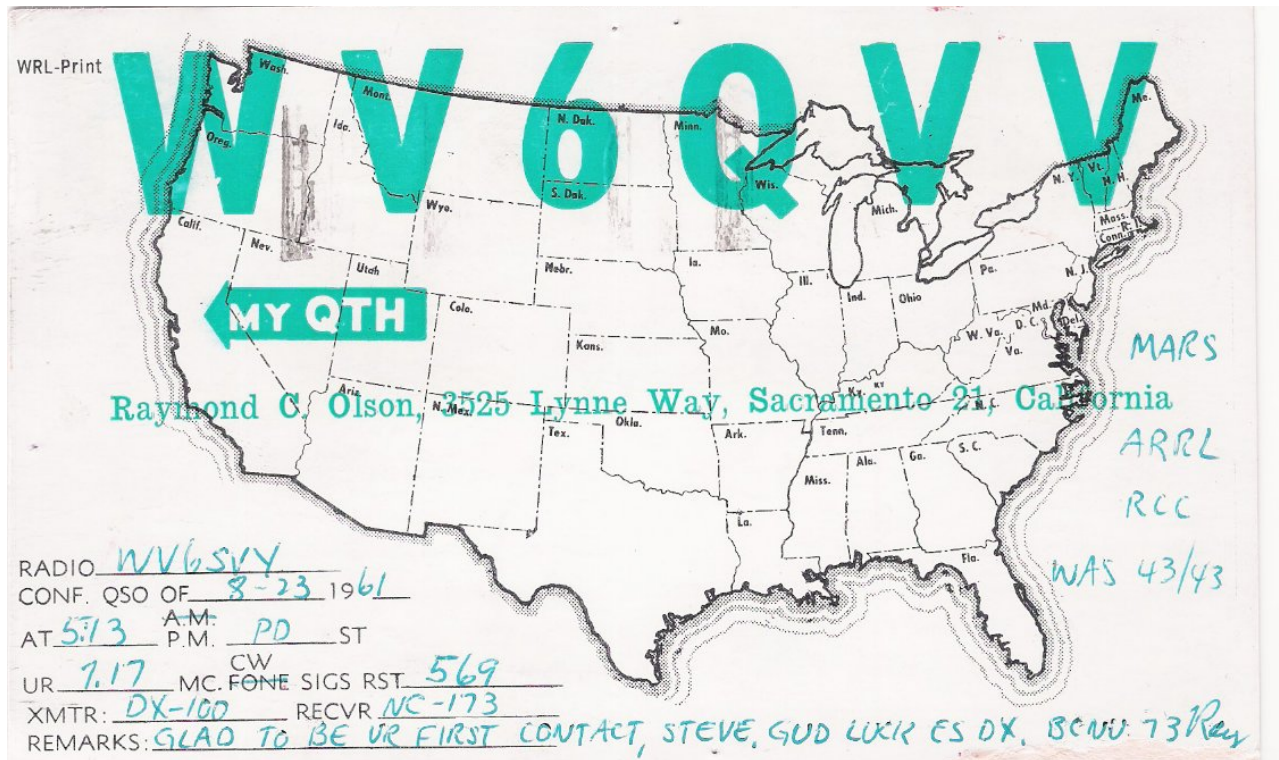 WRL-Print
WV6QVV
Wash.
Mont.
N. Dak.
Minn.
Me.
Oreg.
Ida.
S. Dak.
Wis.
Mich.
N. Y.
Vt.
N. H.
Wyo.
Mass.
R. I.
Conn.
Calif.
Nev.
Utah
Nebr.
Ia.
Ill.
Ind.
Ohio
Pa.
N. J.
MY QTH
Colo.
Kans.
Mo.
W. Va.
D. C.
Md.
Del.
Va.
MARS
Ky.
KY
Ariz.
N. Mex.
Raymond C. Olson, 3525 Lynne Way, Sacramento 21, California
N. C.
Tex.
Okla.
Ark.
Tenn.
S. C.
ARRL
Miss.
Ala.
Ga.
RCC
La.
Fla.
WAS 43/43
RADIO WV6SVY
CONF. QSO OF 8-23 1961
AT 5:13 A.M. P.M. PD ST
UR 7.17 MC. CW FONE SIGS RST 569
XMTR: DX-100 RECVR NC-173
REMARKS: GLAD TO BE UR FIRST CONTACT, STEVE, GUD LUCK ES DX. BCNU. 73 Ray